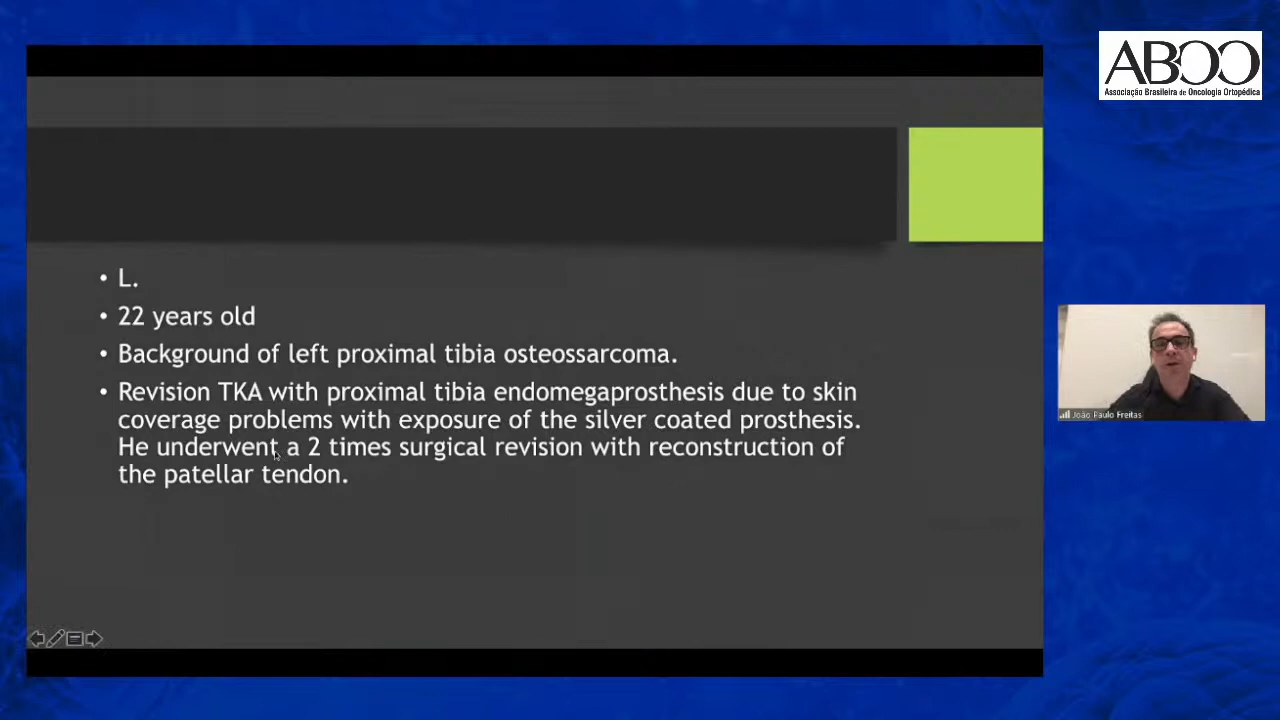 ABOO
Associação Brasileira de Oncologia Ortopédica
• L.
• 22 years old
• Background of left proximal tibia osteossarcoma.
• Revision TKA with proximal tibia endomegaprosthesis due to skin
coverage problems with exposure of the silver coated prosthesis.
He underwent a 2 times surgical revision with reconstruction of
the patellar tendon.
João Paulo Freitas